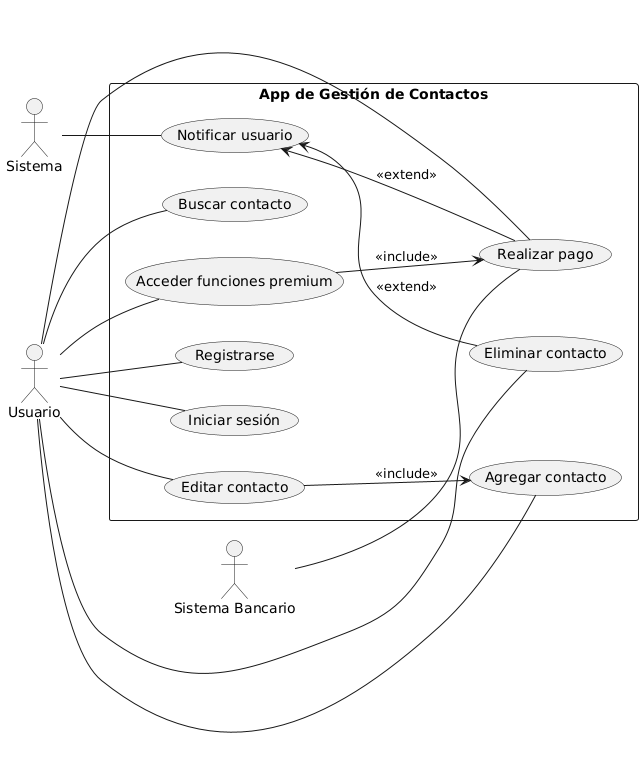 App de Gestión de Contactos
Sistema
Notificar usuario
«extend»
Buscar contacto
Realizar pago
«include»
Acceder funciones premium
«extend»
Registrarse
Eliminar contacto
Usuario
Iniciar sesión
«include»
Editar contacto
Agregar contacto
Sistema Bancario